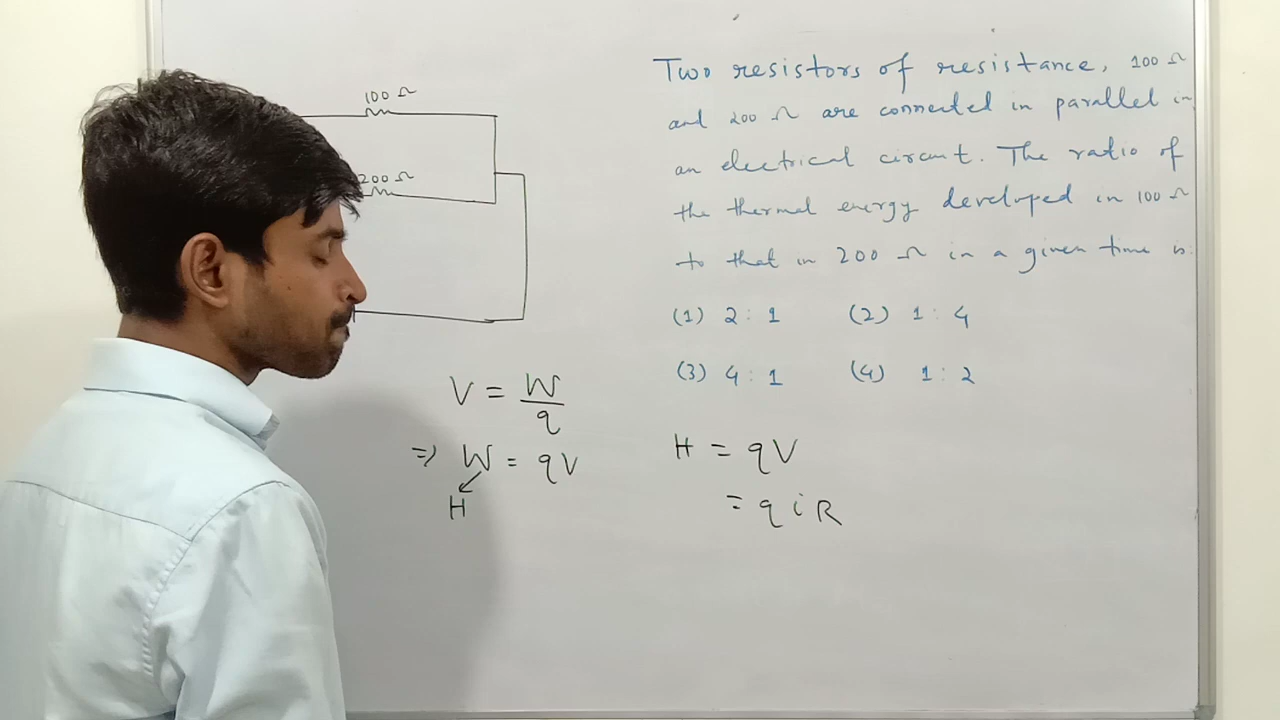 100 Ω
200 Ω
Two resistors of resistance, 100 Ω
and 200 Ω are connected in parallel in
an electrical circuit. The ratio of
the thermal energy developed in 100 Ω
to that in 200 Ω in a given time is:
(1) 2 : 1 (2) 1 : 4
(3) 4 : 1 (4) 1 : 2
V = W/q
=> W = qV
H
H = qV
= q i R